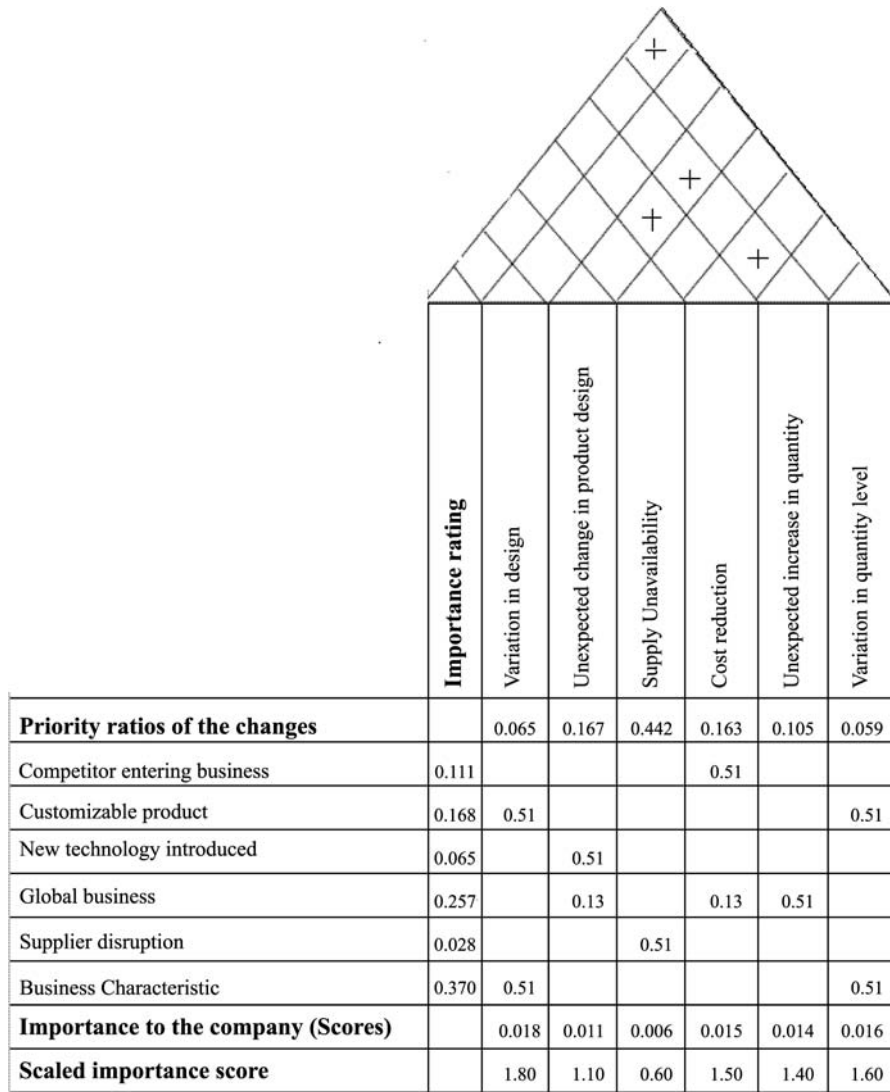 +
+
+
+
Importance rating
Variation in design
Unexpected change in product design
Supply Unavailability
Cost reduction
Unexpected increase in quantity
Variation in quantity level
Priority ratios of the changes 0.065 0.167 0.442 0.163 0.105 0.059
Competitor entering business 0.111 0.51
Customizable product 0.168 0.51 0.51
New technology introduced 0.065 0.51
Global business 0.257 0.13 0.13 0.51
Supplier disruption 0.028 0.51
Business Characteristic 0.370 0.51 0.51
Importance to the company (Scores) 0.018 0.011 0.006 0.015 0.014 0.016
Scaled importance score 1.80 1.10 0.60 1.50 1.40 1.60